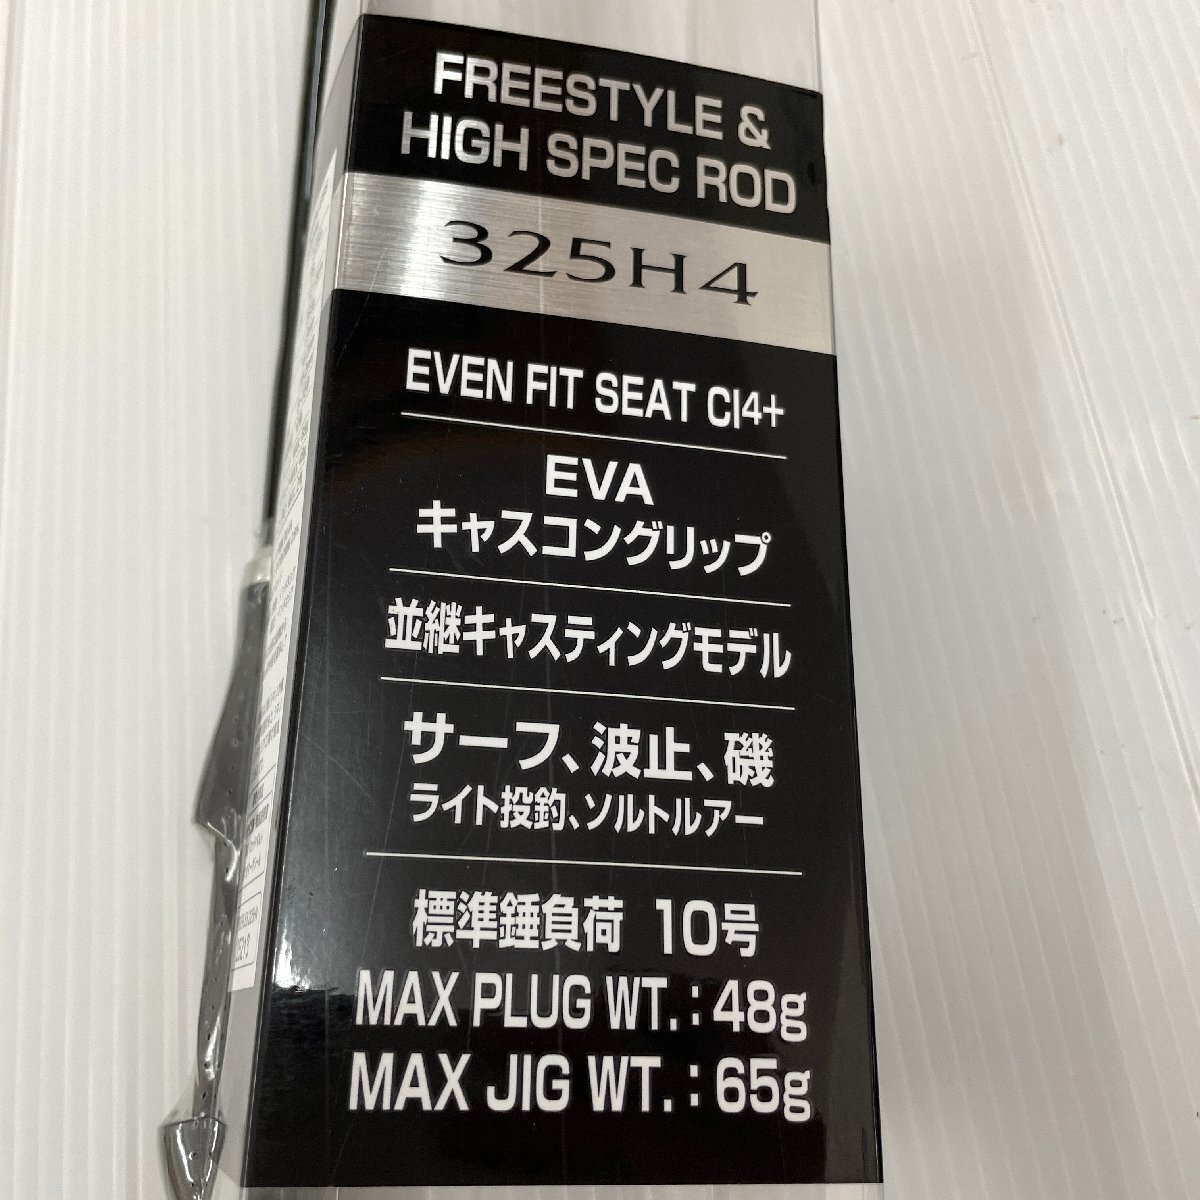 FREESTYLE &
HIGH SPEC ROD
325H4
EVEN FIT SEAT CI4+
EVA
キャスコングリップ
並継キャスティングモデル
サーフ、波止、磯
ライト投釣、ソルトルアー
標準錘負荷 10号
MAX PLUG WT.:48g
MAX JIG WT.:65g